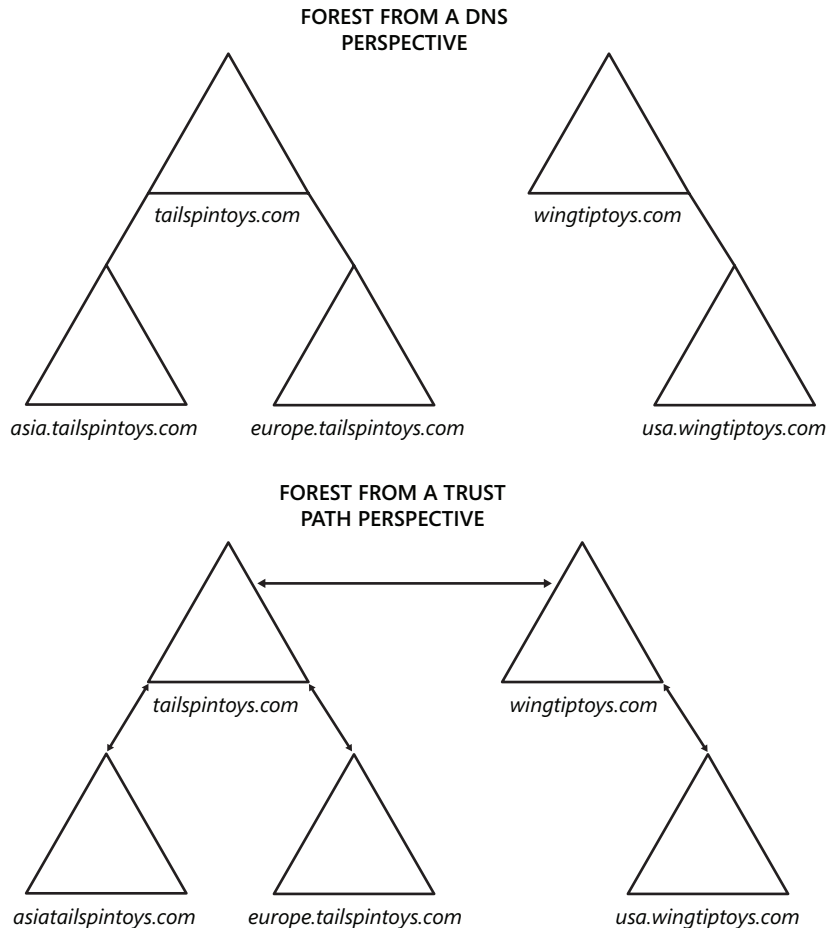 FOREST FROM A DNS
PERSPECTIVE
tailspintoys.com
wingtiptoys.com
asia.tailspintoys.com
europe.tailspintoys.com
usa.wingtiptoys.com
FOREST FROM A TRUST
PATH PERSPECTIVE
tailspintoys.com
wingtiptoys.com
asiatailspintoys.com
europe.tailspintoys.com
usa.wingtiptoys.com